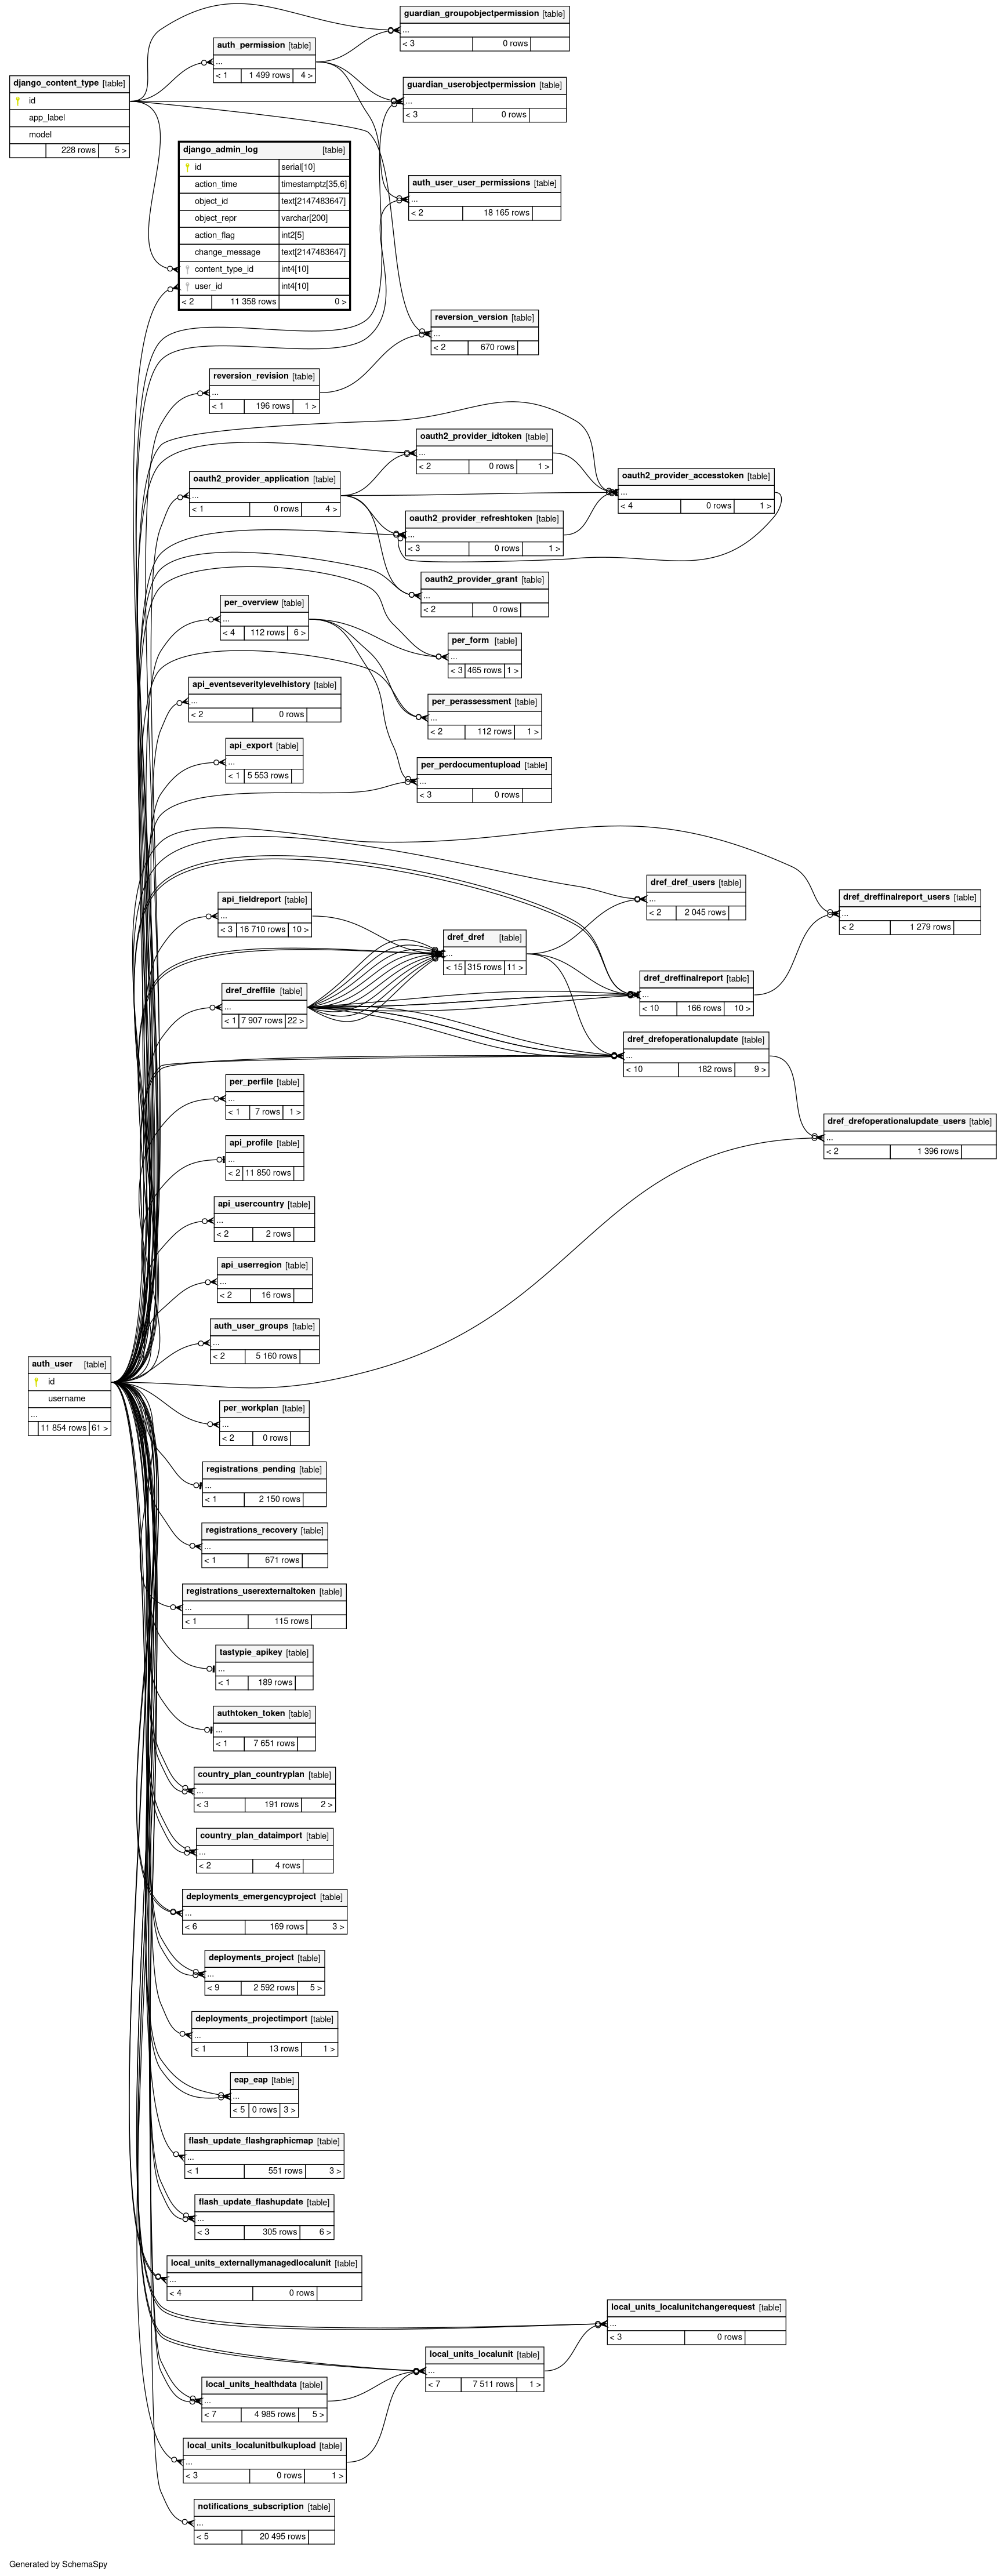 guardian_groupobjectpermission [table]
...
< 3 0 rows
auth_permission [table]
...
< 1 1 499 rows 4 >
django_content_type [table]
id
app_label
model
228 rows 5 >
guardian_userobjectpermission [table]
...
< 3 0 rows
django_admin_log [table]
id serial[10]
action_time timestamptz[35,6]
object_id text[2147483647]
object_repr varchar[200]
action_flag int2[5]
change_message text[2147483647]
content_type_id int4[10]
user_id int4[10]
< 2 11 358 rows 0 >
auth_user_user_permissions [table]
...
< 2 18 165 rows
reversion_version [table]
...
< 2 670 rows
reversion_revision [table]
...
< 1 196 rows 1 >
oauth2_provider_idtoken [table]
...
< 2 0 rows 1 >
oauth2_provider_application [table]
...
< 1 0 rows 4 >
oauth2_provider_accesstoken [table]
...
< 4 0 rows 1 >
oauth2_provider_refreshtoken [table]
...
< 3 0 rows 1 >
oauth2_provider_grant [table]
...
< 2 0 rows
per_overview [table]
...
< 4 112 rows 6 >
per_form [table]
...
< 3 465 rows 1 >
api_eventseveritylevelhistory [table]
...
< 2 0 rows
per_perassessment [table]
...
< 2 112 rows 1 >
api_export [table]
...
< 1 5 553 rows
per_perdocumentupload [table]
...
< 3 0 rows
dref_dref_users [table]
...
< 2 2 045 rows
dref_dreffinalreport_users [table]
...
< 2 1 279 rows
api_fieldreport [table]
...
< 3 16 710 rows 10 >
dref_dref [table]
...
< 15 315 rows 11 >
dref_dreffinalreport [table]
...
< 10 166 rows 10 >
dref_dreffile [table]
...
< 1 7 907 rows 22 >
dref_drefoperationalupdate [table]
...
< 10 182 rows 9 >
per_perfile [table]
...
< 1 7 rows 1 >
dref_drefoperationalupdate_users [table]
...
< 2 1 396 rows
api_profile [table]
...
< 2 11 850 rows
api_usercountry [table]
...
< 2 2 rows
api_userregion [table]
...
< 2 16 rows
auth_user_groups [table]
...
< 2 5 160 rows
auth_user [table]
id
username
...
11 854 rows 61 >
per_workplan [table]
...
< 2 0 rows
registrations_pending [table]
...
< 1 2 150 rows
registrations_recovery [table]
...
< 1 671 rows
registrations_userexternaltoken [table]
...
< 1 115 rows
tastypie_apikey [table]
...
< 1 189 rows
authtoken_token [table]
...
< 1 7 651 rows
country_plan_countryplan [table]
...
< 3 191 rows 2 >
country_plan_dataimport [table]
...
< 2 4 rows
deployments_emergencyproject [table]
...
< 6 169 rows 3 >
deployments_project [table]
...
< 9 2 592 rows 5 >
deployments_projectimport [table]
...
< 1 13 rows 1 >
eap_eap [table]
...
< 5 0 rows 3 >
flash_update_flashgraphicmap [table]
...
< 1 551 rows 3 >
flash_update_flashupdate [table]
...
< 3 305 rows 6 >
local_units_externallymanagedlocalunit [table]
...
< 4 0 rows
local_units_localunitchangerequest [table]
...
< 3 0 rows
local_units_localunit [table]
...
< 7 7 511 rows 1 >
local_units_healthdata [table]
...
< 7 4 985 rows 5 >
local_units_localunitbulkupload [table]
...
< 3 0 rows 1 >
notifications_subscription [table]
...
< 5 20 495 rows
Generated by SchemaSpy